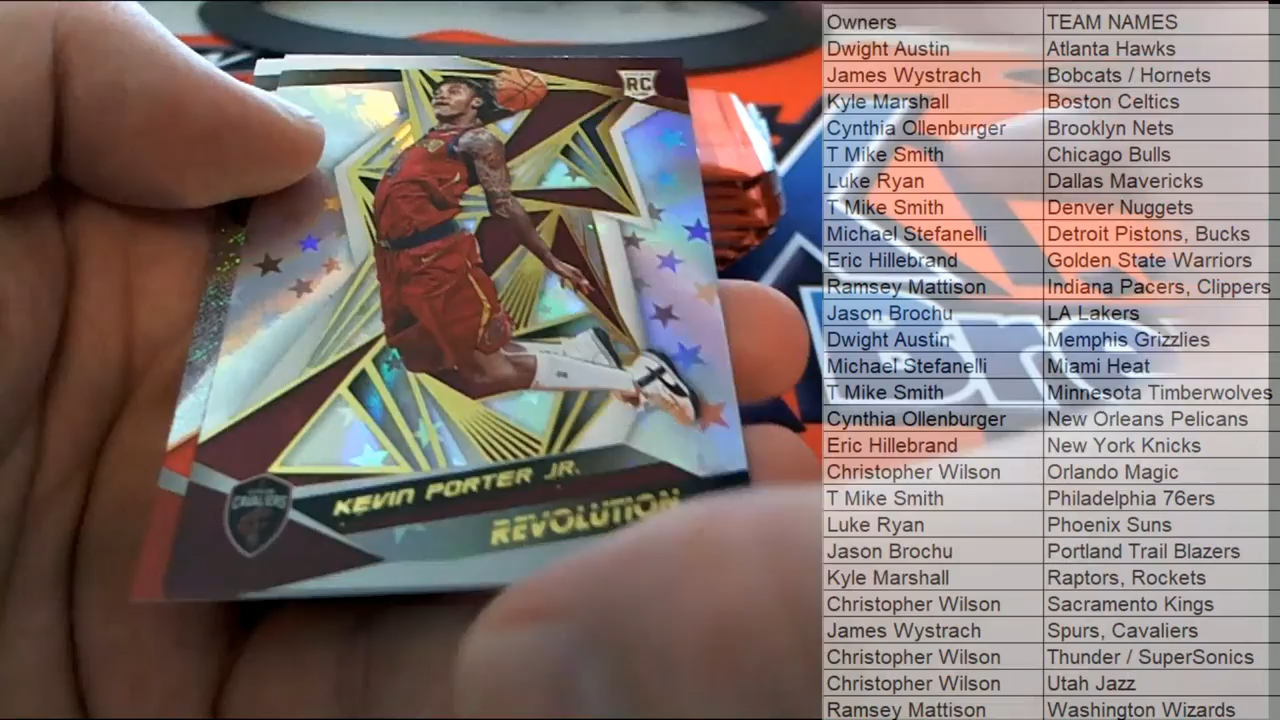 RC
CAVALIERS
KEVIN PORTER JR.
REVOLUTION
Owners TEAM NAMES
Dwight Austin Atlanta Hawks
James Wystrach Bobcats / Hornets
Kyle Marshall Boston Celtics
Cynthia Ollenburger Brooklyn Nets
T Mike Smith Chicago Bulls
Luke Ryan Dallas Mavericks
T Mike Smith Denver Nuggets
Michael Stefanelli Detroit Pistons, Bucks
Eric Hillebrand Golden State Warriors
Ramsey Mattison Indiana Pacers, Clippers
Jason Brochu LA Lakers
Dwight Austin Memphis Grizzlies
Michael Stefanelli Miami Heat
T Mike Smith Minnesota Timberwolves
Cynthia Ollenburger New Orleans Pelicans
Eric Hillebrand New York Knicks
Christopher Wilson Orlando Magic
T Mike Smith Philadelphia 76ers
Luke Ryan Phoenix Suns
Jason Brochu Portland Trail Blazers
Kyle Marshall Raptors, Rockets
Christopher Wilson Sacramento Kings
James Wystrach Spurs, Cavaliers
Christopher Wilson Thunder / SuperSonics
Christopher Wilson Utah Jazz
Ramsey Mattison Washington Wizards